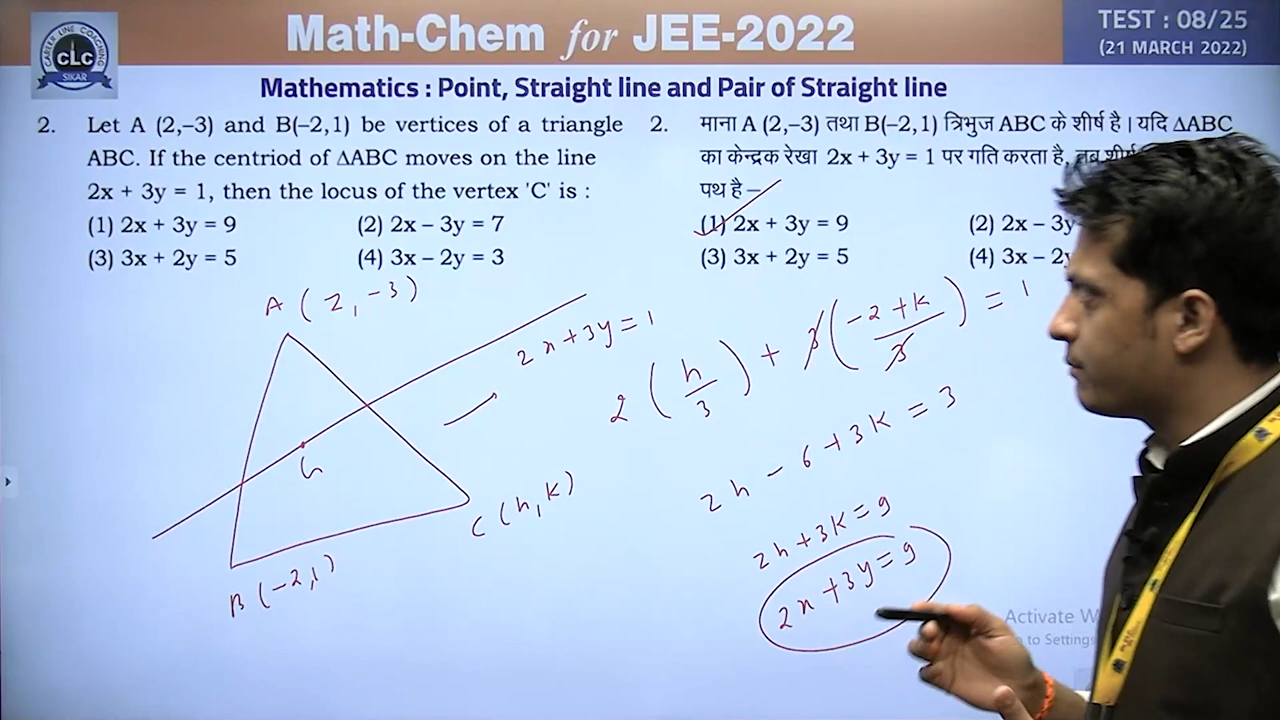 Math-Chem for JEE-2022
TEST : 08/25
(21 MARCH 2022)
CAREER LINE COACHING
CLC
SIKAR
Mathematics : Point, Straight line and Pair of Straight line
2. Let A (2,–3) and B(–2,1) be vertices of a triangle
ABC. If the centriod of ΔABC moves on the line
2x + 3y = 1, then the locus of the vertex 'C' is :
(1) 2x + 3y = 9 (2) 2x – 3y = 7
(3) 3x + 2y = 5 (4) 3x – 2y = 3
2. माना A (2,–3) तथा B(–2,1) त्रिभुज ABC के शीर्ष है। यदि ΔABC
का केन्द्रक रेखा 2x + 3y = 1 पर गति करता है, तब
पथ है –
(1) 2x + 3y = 9 (2) 2x – 3y
(3) 3x + 2y = 5 (4) 3x – 2y
A (2, -3)
2x+3y=1
G
C (h, k)
B (-2,1)
2 (h/3) + 3(-2+k/3) = 1
2h - 6+3k = 3
2h+3k=9
2x+3y=9
Activate W
to Settings